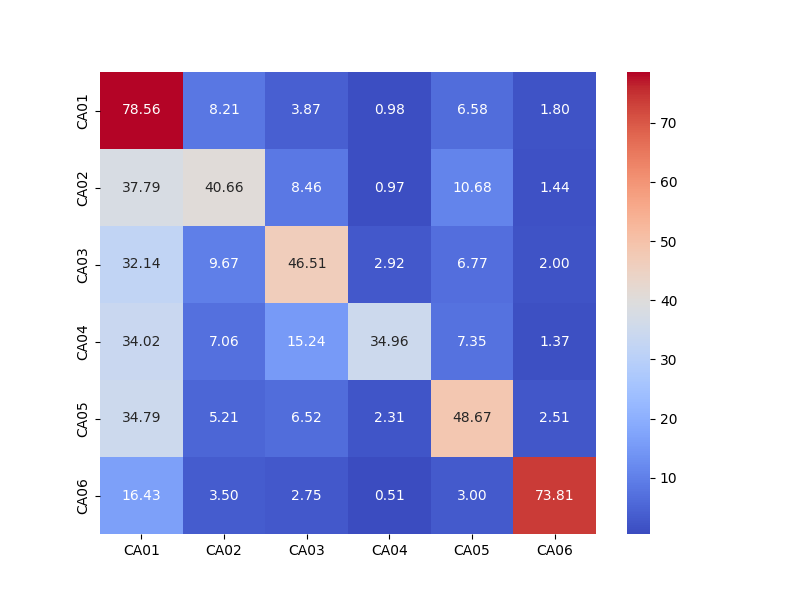 CA01 78.56 8.21 3.87 0.98 6.58 1.80
CA02 37.79 40.66 8.46 0.97 10.68 1.44
CA03 32.14 9.67 46.51 2.92 6.77 2.00
CA04 34.02 7.06 15.24 34.96 7.35 1.37
CA05 34.79 5.21 6.52 2.31 48.67 2.51
CA06 16.43 3.50 2.75 0.51 3.00 73.81
CA01 CA02 CA03 CA04 CA05 CA06
70
60
50
40
30
20
10